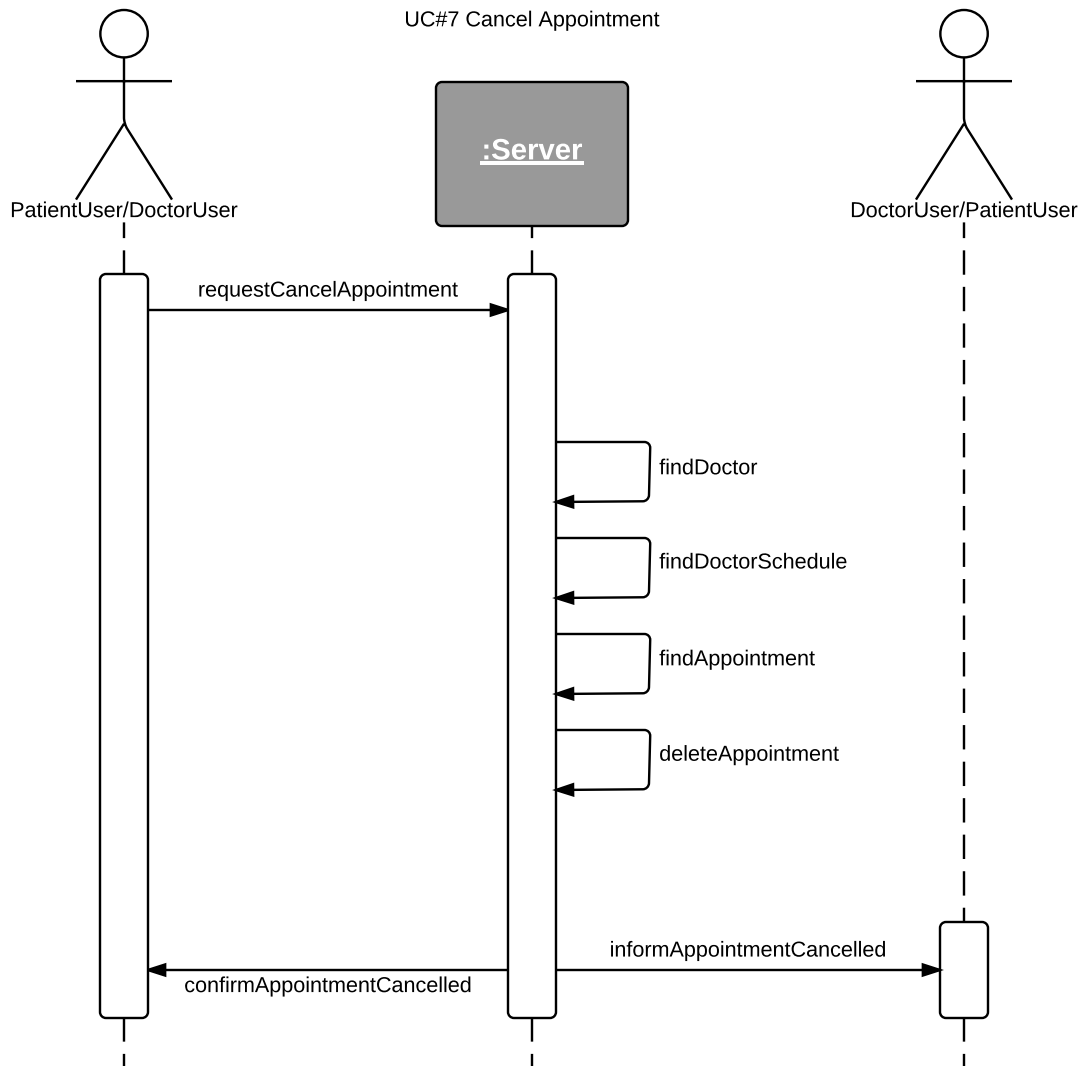 UC#7 Cancel Appointment
:Server
PatientUser/DoctorUser
DoctorUser/PatientUser
requestCancelAppointment
findDoctor
findDoctorSchedule
findAppointment
deleteAppointment
informAppointmentCancelled
confirmAppointmentCancelled